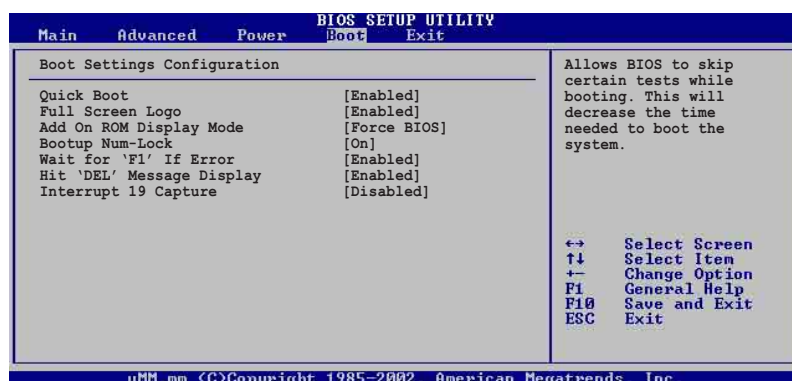 BIOS SETUP UTILITY
Main Advanced Power Boot Exit
Boot Settings Configuration
Quick Boot [Enabled]
Full Screen Logo [Enabled]
Add On ROM Display Mode [Force BIOS]
Bootup Num-Lock [On]
Wait for ‘F1’ If Error [Enabled]
Hit ‘DEL’ Message Display [Enabled]
Interrupt 19 Capture [Disabled]
Allows BIOS to skip
certain tests while
booting. This will
decrease the time
needed to boot the
system.
←→ Select Screen
↑↓ Select Item
+- Change Option
F1 General Help
F10 Save and Exit
ESC Exit
(C)Copyright 1985-2002, American Megatrends, Inc